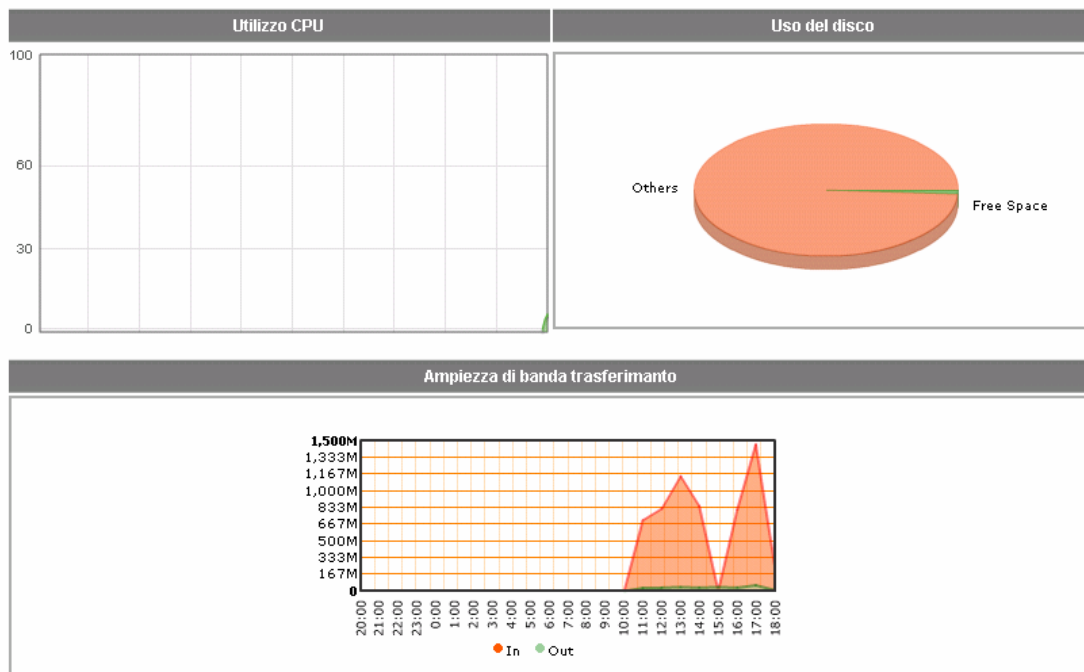 Utilizzo CPU
Uso del disco
100
60
30
0
Others
Free Space
Ampiezza di banda trasferimanto
1,500M
1,333M
1,167M
1,000M
833M
667M
500M
333M
167M
0
20:00 21:00 22:00 23:00 0:00 1:00 2:00 3:00 4:00 5:00 6:00 7:00 8:00 9:00 10:00 11:00 12:00 13:00 14:00 15:00 16:00 17:00 18:00
In Out